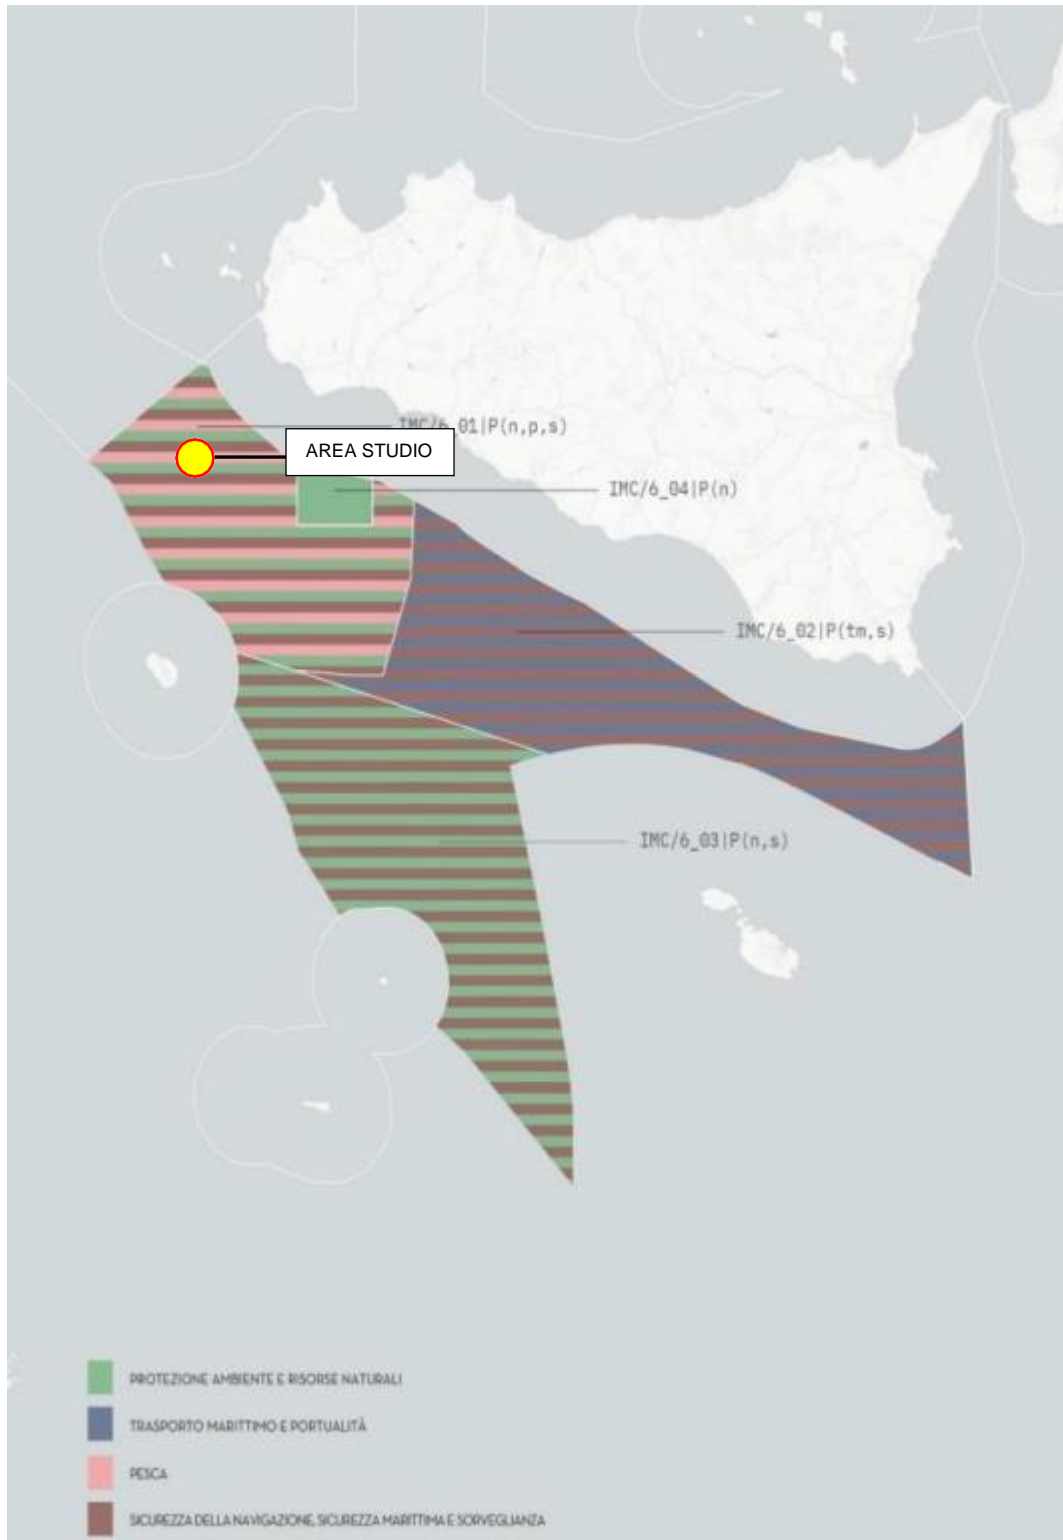 IMC/6_01|P(n,p,s)
AREA STUDIO
IMC/6_04|P(n)
IMC/6_02|P(tm,s)
IMC/6_03|P(n,s)
PROTEZIONE AMBIENTE E RISORSE NATURALI
TRASPORTO MARITTIMO E PORTUALITÀ
PESCA
SICUREZZA DELLA NAVIGAZIONE, SICUREZZA MARITTIMA E SORVEGLIANZA